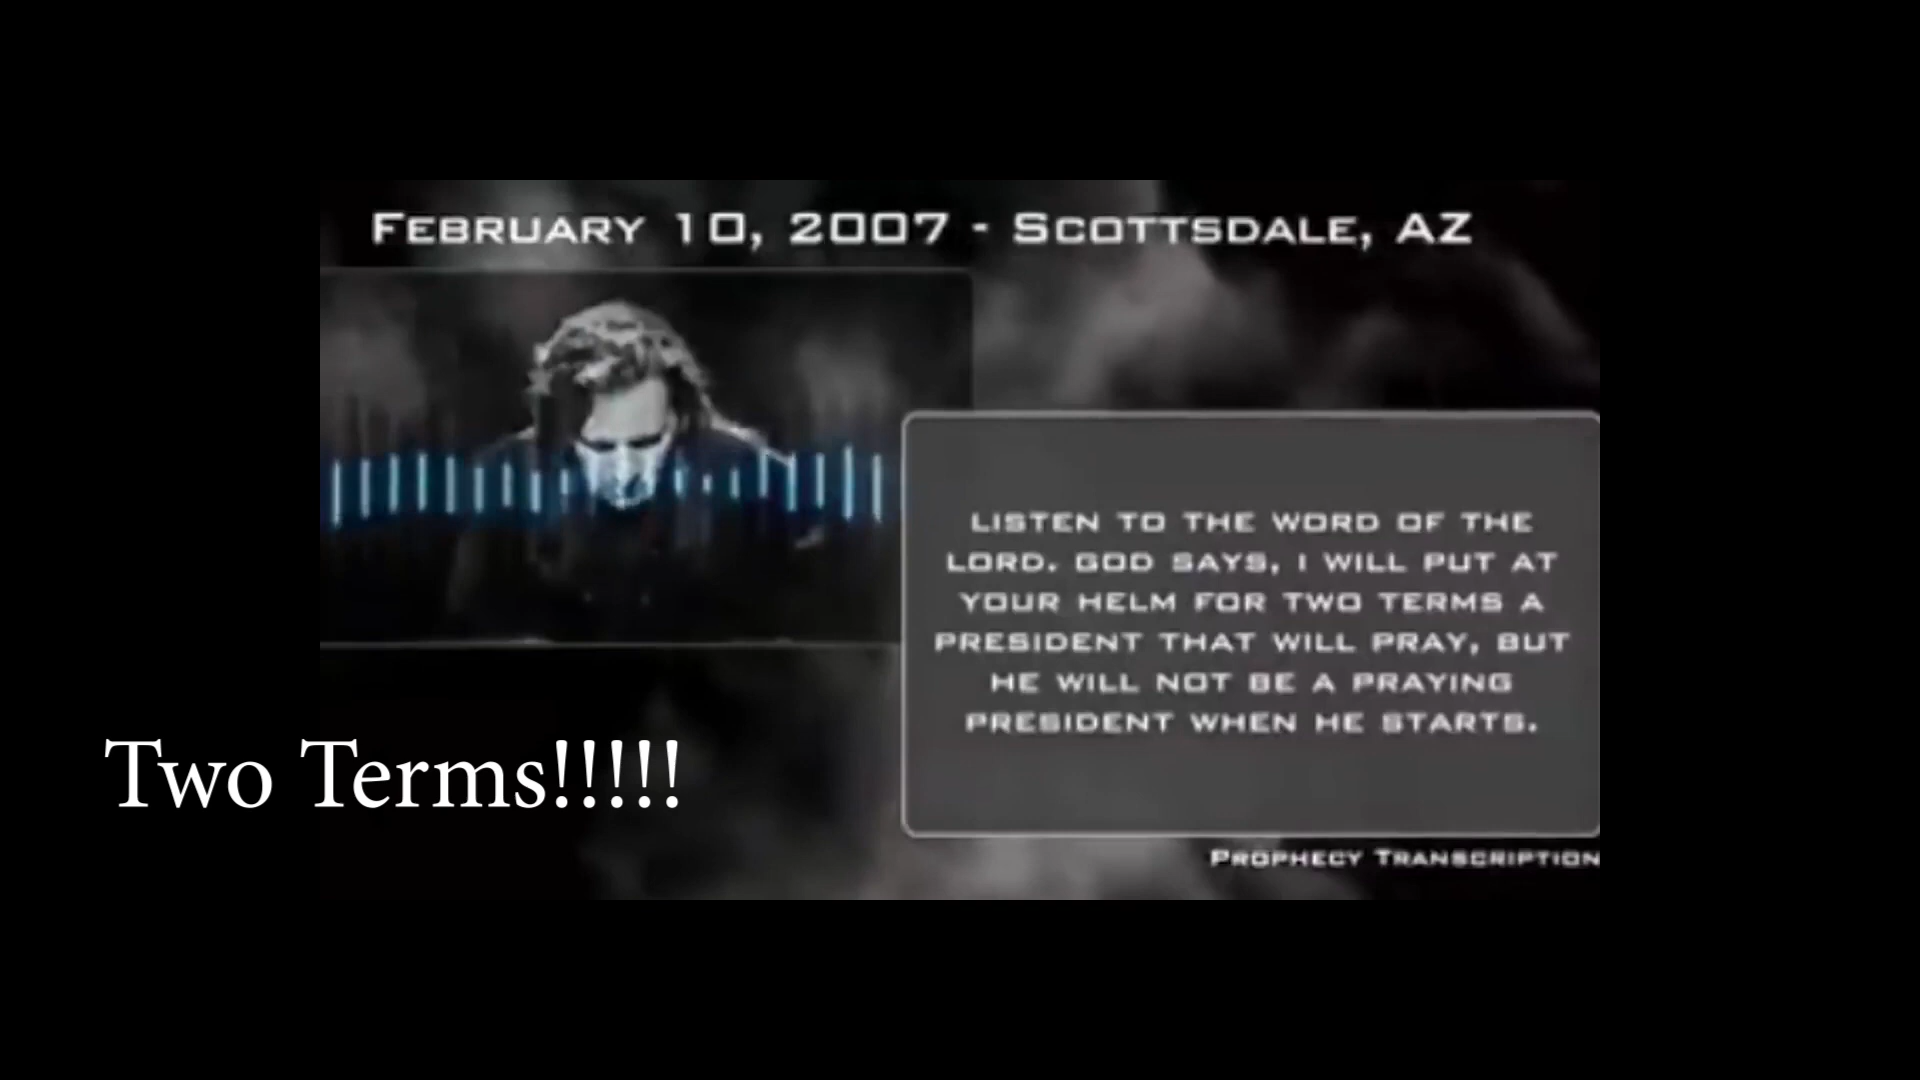 FEBRUARY 10, 2007 - SCOTTSDALE, AZ
LISTEN TO THE WORD OF THE
LORD. GOD SAYS, I WILL PUT AT
YOUR HELM FOR TWO TERMS A
PRESIDENT THAT WILL PRAY, BUT
HE WILL NOT BE A PRAYING
PRESIDENT WHEN HE STARTS.
Two Terms!!!!!
PROPHECY TRANSCRIPTION